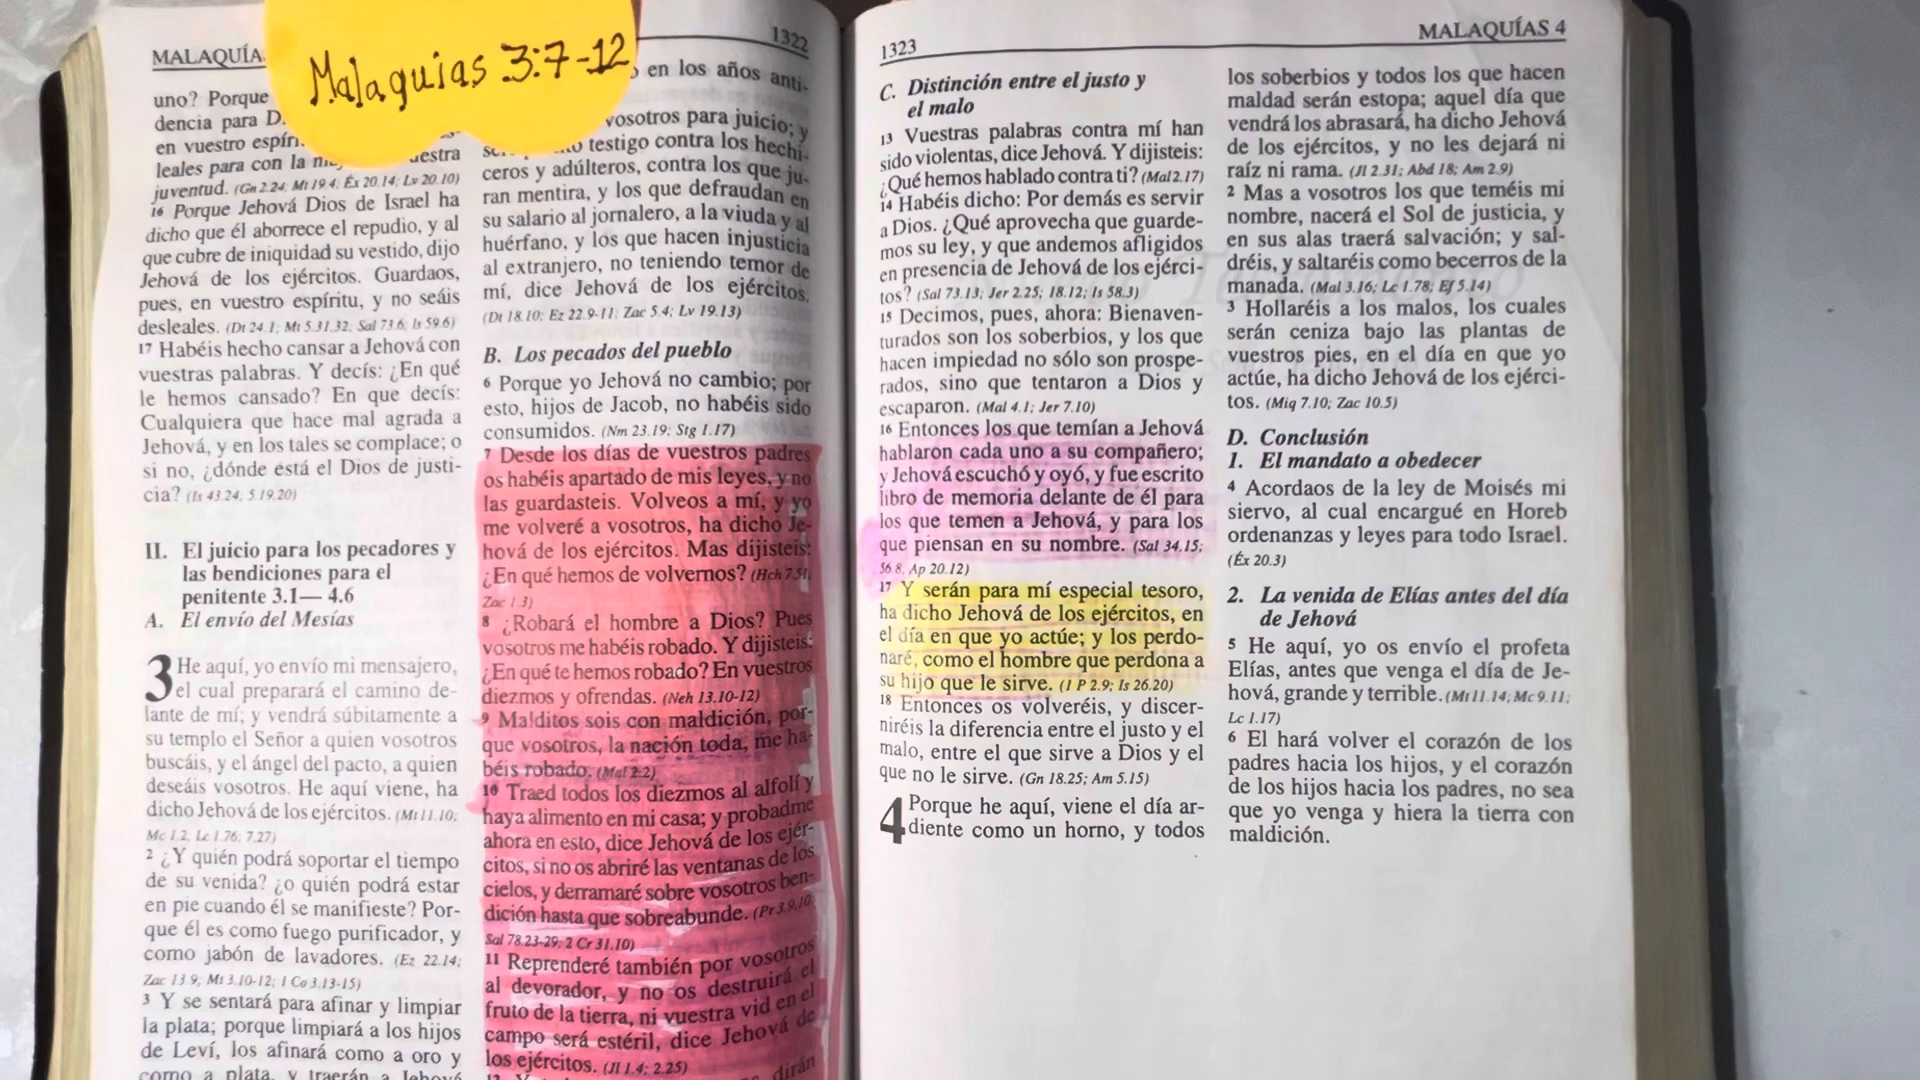 MALAQUÍA
1322
Malaquias 3:7-12
uno? Porque
dencia para D
en vuestro espíri
leales para con la
uestra
juventud. (Gn 2.24; Mt 19.4; Éx 20.14; Lv 20.10)
16 Porque Jehová Dios de Israel ha
dicho que él aborrece el repudio, y al
que cubre de iniquidad su vestido, dijo
Jehová de los ejércitos. Guardaos,
pues, en vuestro espíritu, y no seáis
desleales. (Dt 24.1; Mt 5.31,32; Sal 73.6; Is 59.6)
17 Habéis hecho cansar a Jehová con
vuestras palabras. Y decís: ¿En qué
le hemos cansado? En que decís:
Cualquiera que hace mal agrada a
Jehová, y en los tales se complace; o
si no, ¿dónde está el Dios de justi-
cia? (Is 43.24; 5.19,20)
II. El juicio para los pecadores y
las bendiciones para el
penitente 3.1— 4.6
A. El envío del Mesías
3 He aquí, yo envío mi mensajero,
el cual preparará el camino de-
lante de mí; y vendrá súbitamente a
su templo el Señor a quien vosotros
buscáis, y el ángel del pacto, a quien
deseáis vosotros. He aquí viene, ha
dicho Jehová de los ejércitos. (Mt 11.10;
Mc 1.2; Lc 1.76; 7.27)
2 ¿Y quién podrá soportar el tiempo
de su venida? ¿o quién podrá estar
en pie cuando él se manifieste? Por-
que él es como fuego purificador, y
como jabón de lavadores. (Ez 22.14;
Zac 13.9; Mt 3.10-12; 1 Co 3.13-15)
3 Y se sentará para afinar y limpiar
la plata; porque limpiará a los hijos
de Leví, los afinará como a oro y
como a plata, y traerán a Jehová
en los años anti-
vosotros para juicio; y
testigo contra los hechi-
ceros y adúlteros, contra los que ju-
ran mentira, y los que defraudan en
su salario al jornalero, a la viuda y al
huérfano, y los que hacen injusticia
al extranjero, no teniendo temor de
mí, dice Jehová de los ejércitos.
(Dt 18.10; Ez 22.9-11; Zac 5.4; Lv 19.13)
B. Los pecados del pueblo
6 Porque yo Jehová no cambio; por
esto, hijos de Jacob, no habéis sido
consumidos. (Nm 23.19; Stg 1.17)
7 Desde los días de vuestros padres
os habéis apartado de mis leyes, y no
las guardasteis. Volveos a mí, y yo
me volveré a vosotros, ha dicho Je-
hová de los ejércitos. Mas dijisteis:
¿En qué hemos de volvernos? (Hch 7.51;
Zac 1.3)
8 ¿Robará el hombre a Dios? Pues
vosotros me habéis robado. Y dijisteis:
¿En qué te hemos robado? En vuestros
diezmos y ofrendas. (Neh 13.10-12)
9 Malditos sois con maldición, por-
que vosotros, la nación toda, me ha-
béis robado. (Mal 2.2)
10 Traed todos los diezmos al alfolí y
haya alimento en mi casa; y probadme
ahora en esto, dice Jehová de los ejér-
citos, si no os abriré las ventanas de los
cielos, y derramaré sobre vosotros ben-
dición hasta que sobreabunde. (Pr 3.9,10;
Sal 78.23-29; 2 Cr 31.10)
11 Reprenderé también por vosotros
al devorador, y no os destruirá el
fruto de la tierra, ni vuestra vid en el
campo será estéril, dice Jehová de
los ejércitos. (Jl 1.4; 2.25)
12 Y
dirán
1323
MALAQUÍAS 4
C. Distinción entre el justo y
el malo
13 Vuestras palabras contra mí han
sido violentas, dice Jehová. Y dijisteis:
¿Qué hemos hablado contra ti? (Mal 2.17)
14 Habéis dicho: Por demás es servir
a Dios. ¿Qué aprovecha que guarde-
mos su ley, y que andemos afligidos
en presencia de Jehová de los ejérci-
tos? (Sal 73.13; Jer 2.25; 18.12; Is 58.3)
15 Decimos, pues, ahora: Bienaven-
turados son los soberbios, y los que
hacen impiedad no sólo son prospe-
rados, sino que tentaron a Dios y
escaparon. (Mal 4.1; Jer 7.10)
16 Entonces los que temían a Jehová
hablaron cada uno a su compañero;
y Jehová escuchó y oyó, y fue escrito
libro de memoria delante de él para
los que temen a Jehová, y para los
que piensan en su nombre. (Sal 34.15;
56.8; Ap 20.12)
17 Y serán para mí especial tesoro,
ha dicho Jehová de los ejércitos, en
el día en que yo actúe; y los perdo-
naré, como el hombre que perdona a
su hijo que le sirve. (1 P 2.9; Is 26.20)
18 Entonces os volveréis, y discer-
niréis la diferencia entre el justo y el
malo, entre el que sirve a Dios y el
que no le sirve. (Gn 18.25; Am 5.15)
4 Porque he aquí, viene el día ar-
diente como un horno, y todos
los soberbios y todos los que hacen
maldad serán estopa; aquel día que
vendrá los abrasará, ha dicho Jehová
de los ejércitos, y no les dejará ni
raíz ni rama. (Jl 2.31; Abd 18; Am 2.9)
2 Mas a vosotros los que teméis mi
nombre, nacerá el Sol de justicia, y
en sus alas traerá salvación; y sal-
dréis, y saltaréis como becerros de la
manada. (Mal 3.16; Lc 1.78; Ef 5.14)
3 Hollaréis a los malos, los cuales
serán ceniza bajo las plantas de
vuestros pies, en el día en que yo
actúe, ha dicho Jehová de los ejérci-
tos. (Miq 7.10; Zac 10.5)
D. Conclusión
1. El mandato a obedecer
4 Acordaos de la ley de Moisés mi
siervo, al cual encargué en Horeb
ordenanzas y leyes para todo Israel.
(Éx 20.3)
2. La venida de Elías antes del día
de Jehová
5 He aquí, yo os envío el profeta
Elías, antes que venga el día de Je-
hová, grande y terrible. (Mt 11.14; Mc 9.11;
Lc 1.17)
6 El hará volver el corazón de los
padres hacia los hijos, y el corazón
de los hijos hacia los padres, no sea
que yo venga y hiera la tierra con
maldición.